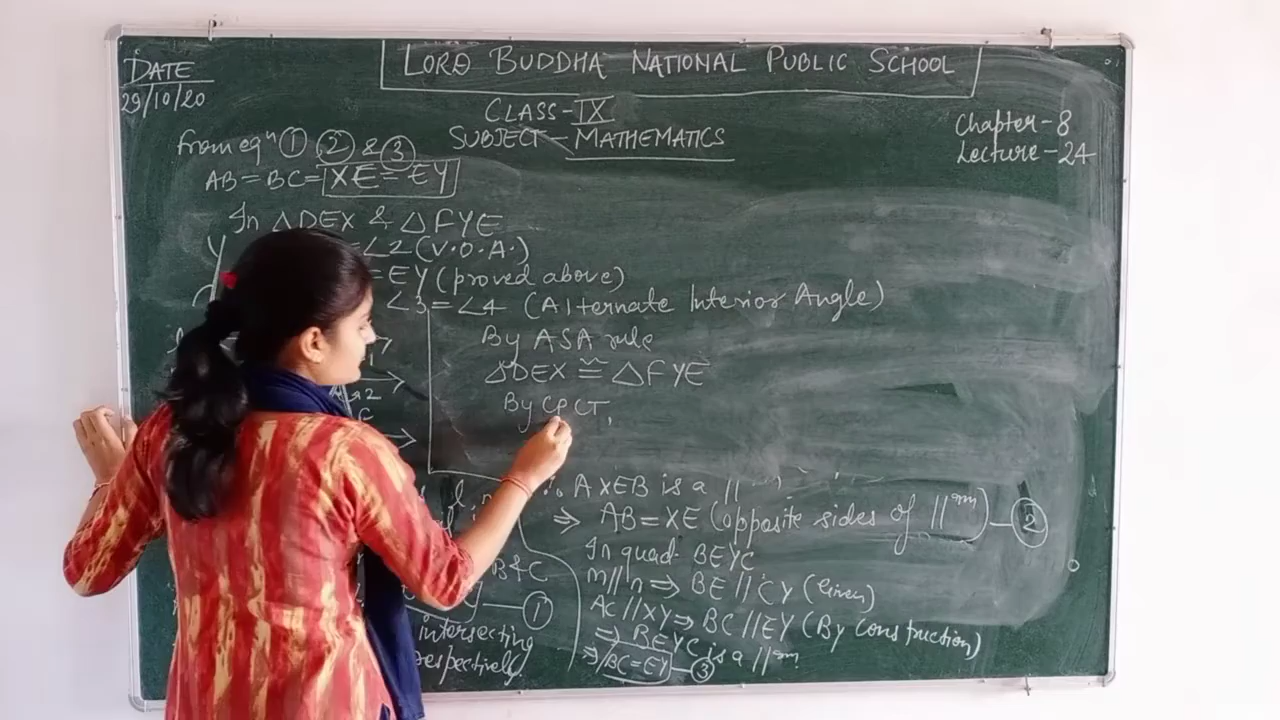 DATE
29/10/20
LORD BUDDHA NATIONAL PUBLIC SCHOOL
CLASS-IX
SUBJECT - MATHEMATICS
Chapter-8
Lecture-24
from eqⁿ ① ② & ③
AB = BC = XE = EY
In △DEX & △FYE
= ∠2 (V.O.A.)
= EY (proved above)
∠3 = ∠4 (Alternate Interior Angle)
By ASA rule
△DEX ≅ △FYE
By CPCT,
∴ AXEB is a ||
⇒ AB = XE (opposite sides of ||gm) — ②
In quad. BEYC
m||n ⇒ BE || CY (Given)
AC || XY ⇒ BC || EY (By construction)
⇒ BEYC is a ||gm
⇒ BC = EY — ③
B & C
— ①
intersecting
respectively.